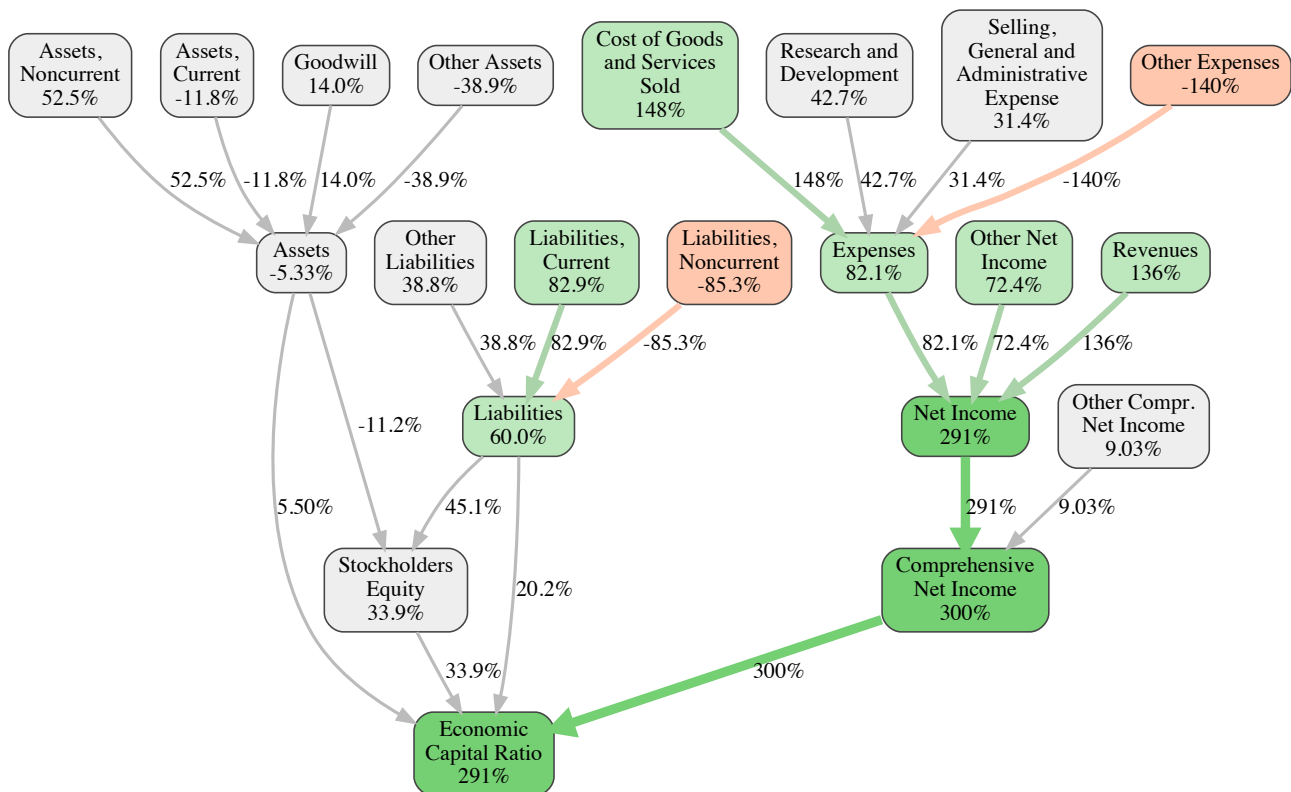 Assets,
Noncurrent
52.5%
Assets,
Current
-11.8%
Goodwill
14.0%
Other Assets
-38.9%
Cost of Goods
and Services
Sold
148%
Research and
Development
42.7%
Selling,
General and
Administrative
Expense
31.4%
Other Expenses
-140%
52.5%
-11.8%
14.0%
-38.9%
148%
42.7%
31.4%
-140%
Assets
-5.33%
Other
Liabilities
38.8%
Liabilities,
Current
82.9%
Liabilities,
Noncurrent
-85.3%
Expenses
82.1%
Other Net
Income
72.4%
Revenues
136%
38.8%
82.9%
-85.3%
82.1%
72.4%
136%
-11.2%
Liabilities
60.0%
Net Income
291%
Other Compr.
Net Income
9.03%
5.50%
45.1%
20.2%
291%
9.03%
Stockholders
Equity
33.9%
Comprehensive
Net Income
300%
33.9%
300%
Economic
Capital Ratio
291%